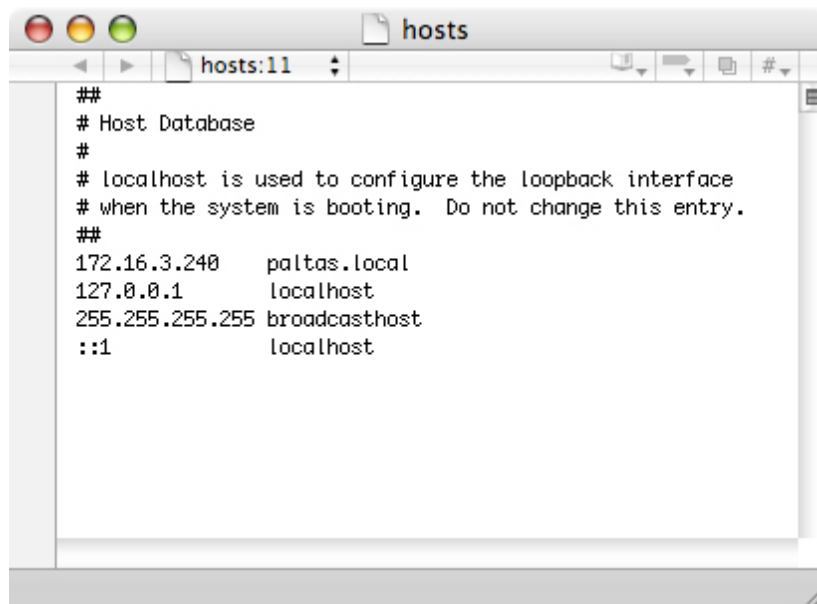 hosts
hosts:11 #
##
# Host Database
#
# localhost is used to configure the loopback interface
# when the system is booting.  Do not change this entry.
##
172.16.3.240    paltas.local
127.0.0.1       localhost
255.255.255.255 broadcasthost
::1             localhost